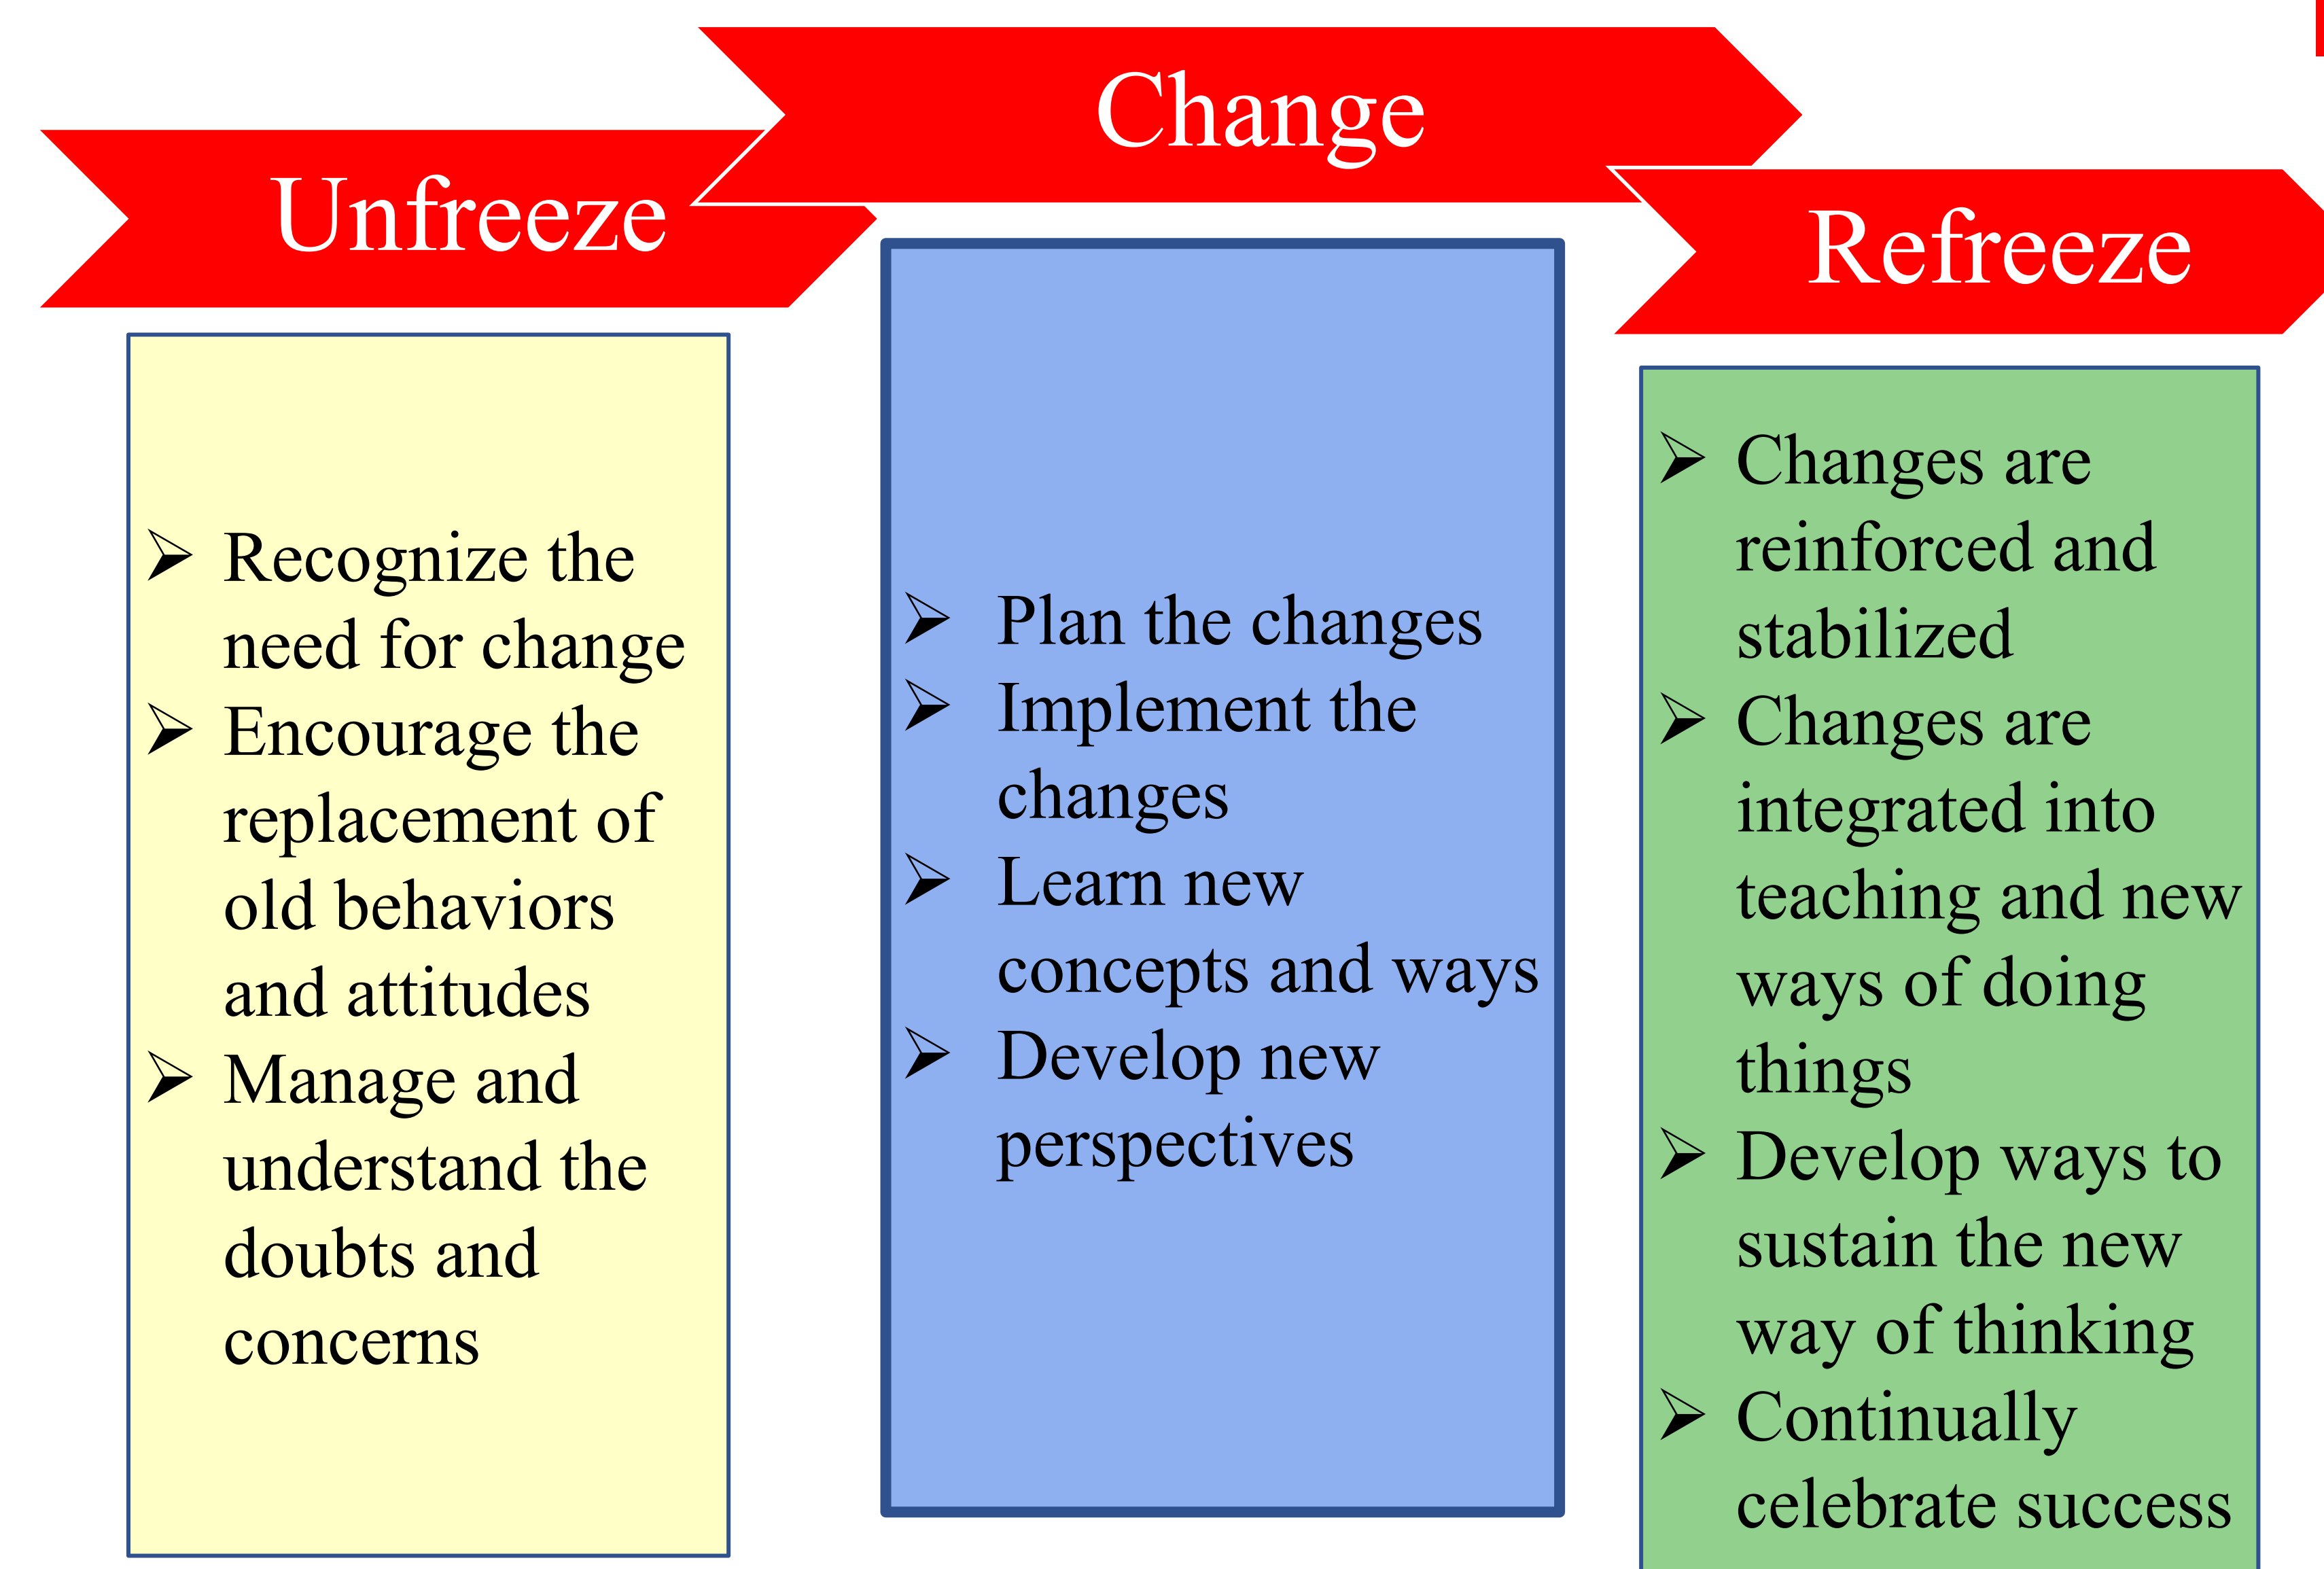 Unfreeze
Recognize the
need for change
Encourage the
replacement of
old behaviors
and attitudes
Manage and
understand the
doubts and
concerns
Change
Plan the changes
Implement the
changes
Learn new
concepts and ways
Develop new
perspectives
Refreeze
Changes are
reinforced and
stabilized
Changes are
integrated into
teaching and new
ways of doing
things
Develop ways to
sustain the new
way of thinking
Continually
celebrate success